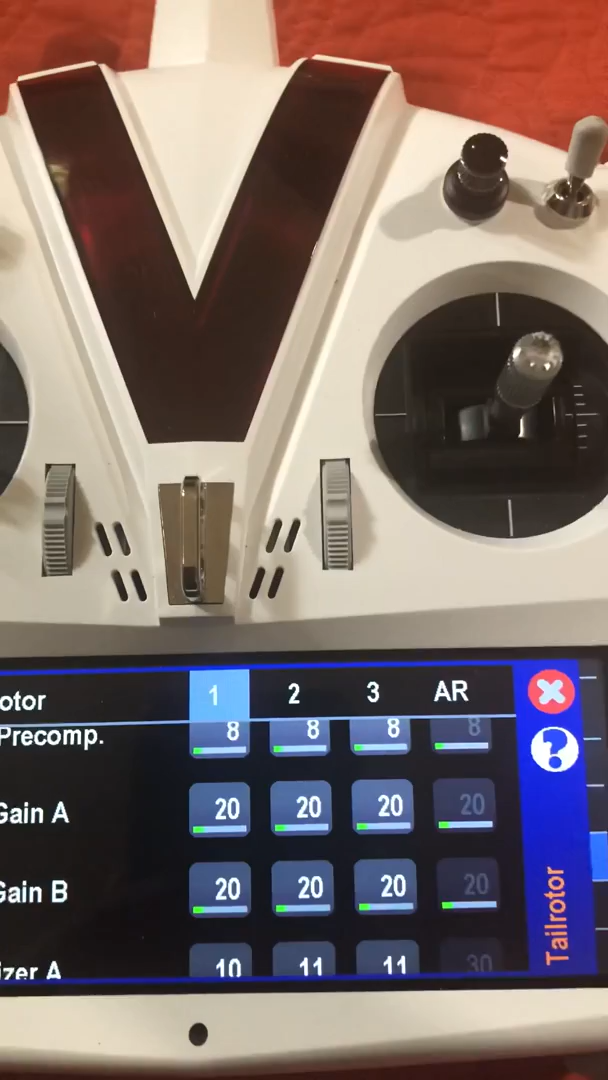 otor 1 2 3 AR
Precomp. 8 8 8 8
Gain A 20 20 20 20
Gain B 20 20 20 20
izer A 10 11 11 30
?
Tailrotor